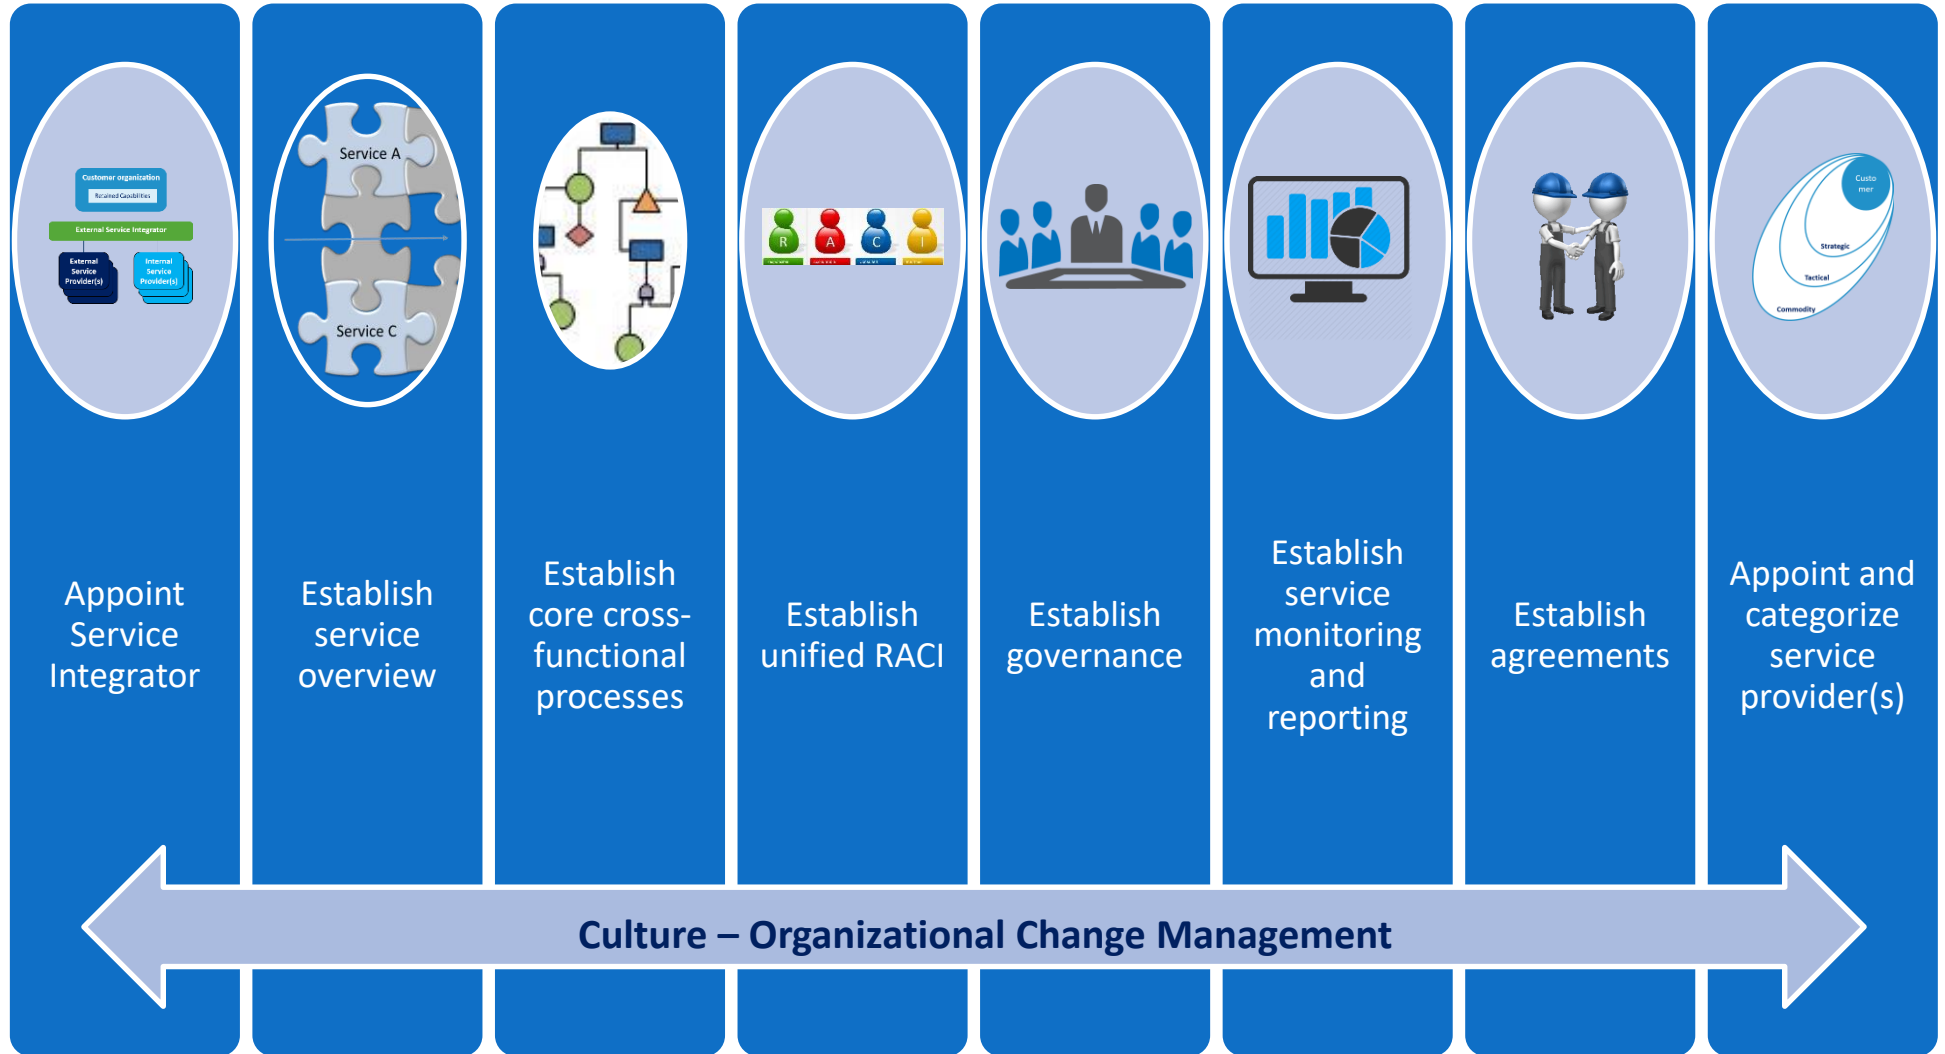 Customer organization
Retained Capabilities
External Service Integrator
External
Service
Provider(s)
Internal
Service
Provider(s)
Service A
Service C
R
A
C
I
Custo
mer
Strategic
Tactical
Commodity
Appoint
Service
Integrator
Establish
service
overview
Establish
core cross-
functional
processes
Establish
unified RACI
Establish
governance
Establish
service
monitoring
and
reporting
Establish
agreements
Appoint and
categorize
service
provider(s)
Culture – Organizational Change Management